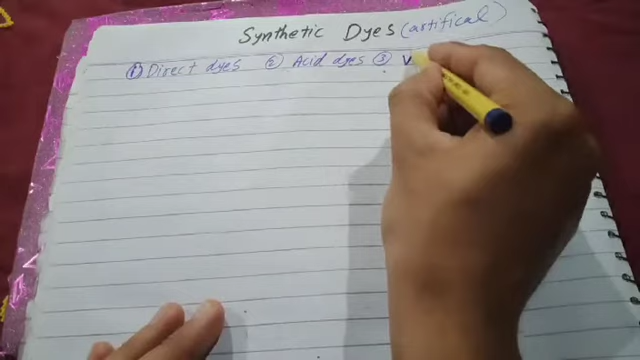 Synthetic Dyes (artifical)
① Direct dyes ② Acid dyes ③ V